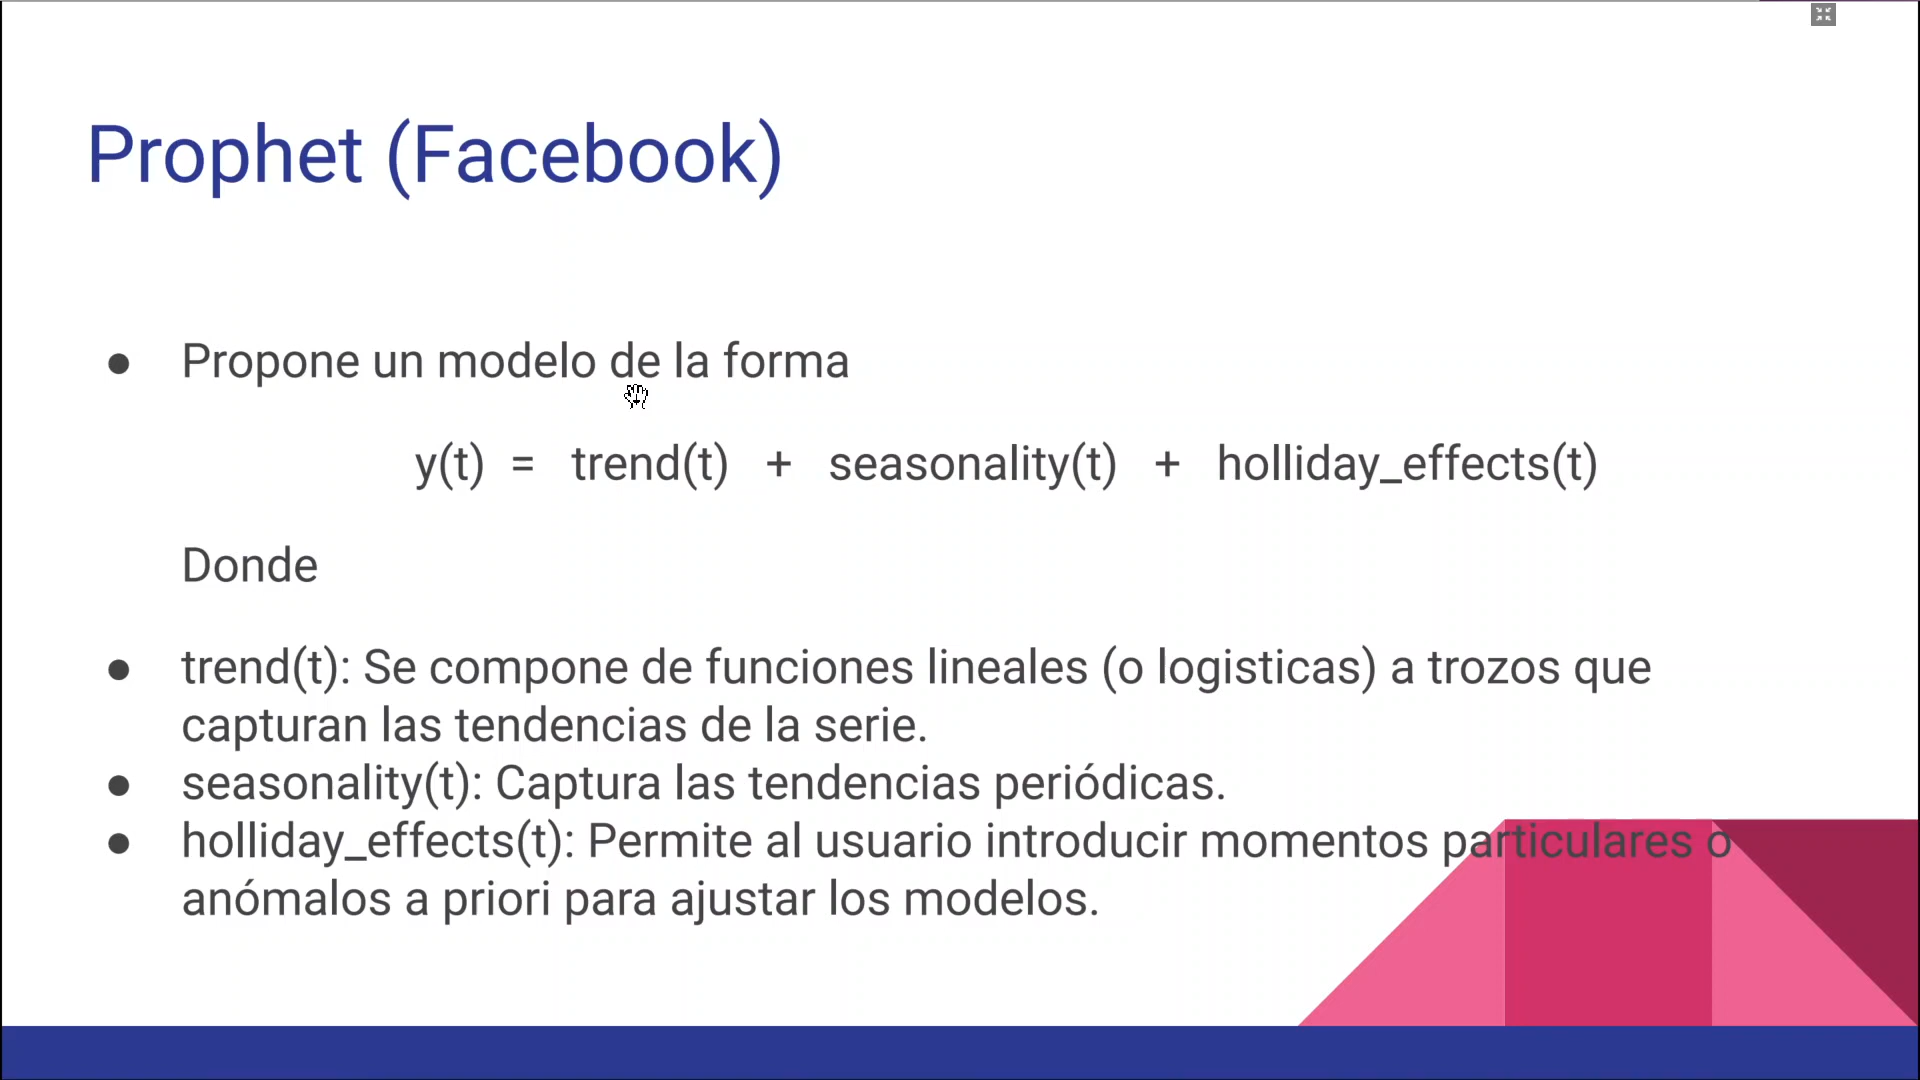 Prophet (Facebook)
● Propone un modelo de la forma
y(t) = trend(t) + seasonality(t) + holliday_effects(t)
Donde
● trend(t): Se compone de funciones lineales (o logisticas) a trozos que
capturan las tendencias de la serie.
● seasonality(t): Captura las tendencias periódicas.
● holliday_effects(t): Permite al usuario introducir momentos particulares o
anómalos a priori para ajustar los modelos.